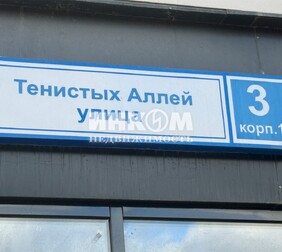 Тенистых Аллей
улица
3
корп.1
ИНКОМ
НЕДВИЖИМОСТЬ